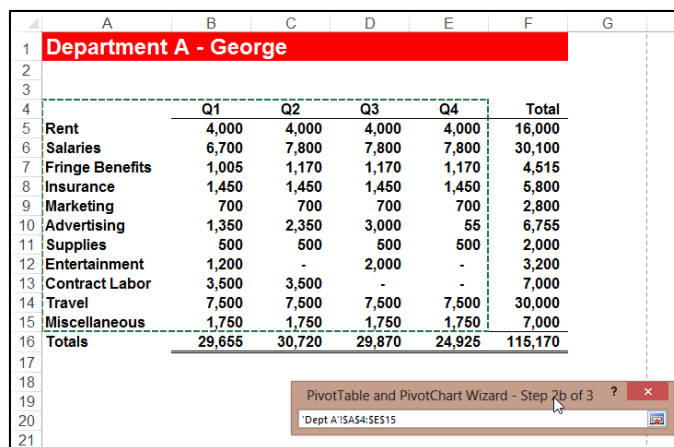 A B C D E F G
1 Department A - George
2
3
4 Q1 Q2 Q3 Q4 Total
5 Rent 4,000 4,000 4,000 4,000 16,000
6 Salaries 6,700 7,800 7,800 7,800 30,100
7 Fringe Benefits 1,005 1,170 1,170 1,170 4,515
8 Insurance 1,450 1,450 1,450 1,450 5,800
9 Marketing 700 700 700 700 2,800
10 Advertising 1,350 2,350 3,000 55 6,755
11 Supplies 500 500 500 500 2,000
12 Entertainment 1,200 - 2,000 - 3,200
13 Contract Labor 3,500 3,500 - - 7,000
14 Travel 7,500 7,500 7,500 7,500 30,000
15 Miscellaneous 1,750 1,750 1,750 1,750 7,000
16 Totals 29,655 30,720 29,870 24,925 115,170
17
18
19 PivotTable and PivotChart Wizard - Step 2b of 3 ? ×
20 'Dept A'!$A$4:$E$15
21